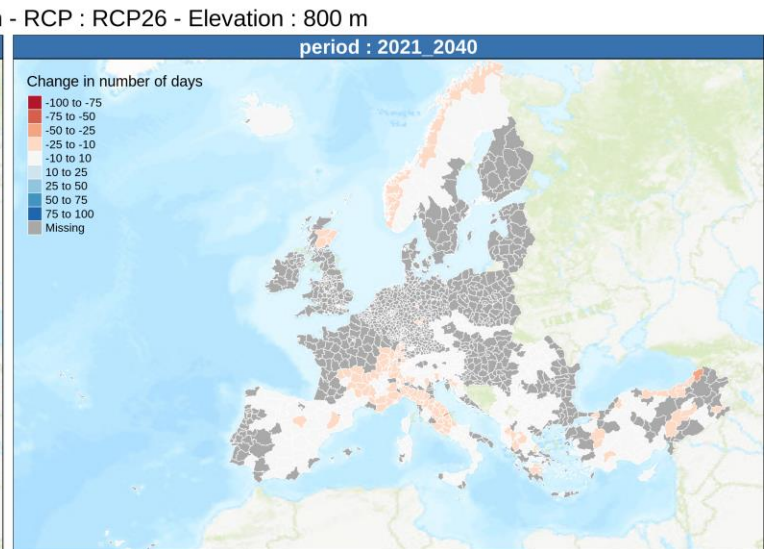 - RCP : RCP26 - Elevation : 800 m
period : 2021_2040
Change in number of days
-100 to -75
-75 to -50
-50 to -25
-25 to -10
-10 to 10
10 to 25
25 to 50
50 to 75
75 to 100
Missing